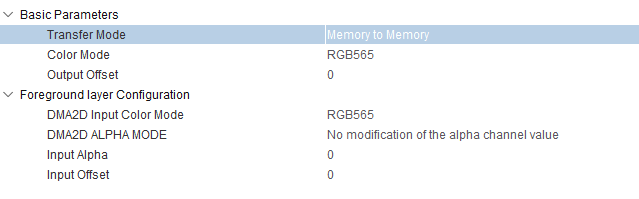 Basic Parameters
Transfer Mode Memory to Memory
Color Mode RGB565
Output Offset 0
Foreground layer Configuration
DMA2D Input Color Mode RGB565
DMA2D ALPHA MODE No modification of the alpha channel value
Input Alpha 0
Input Offset 0